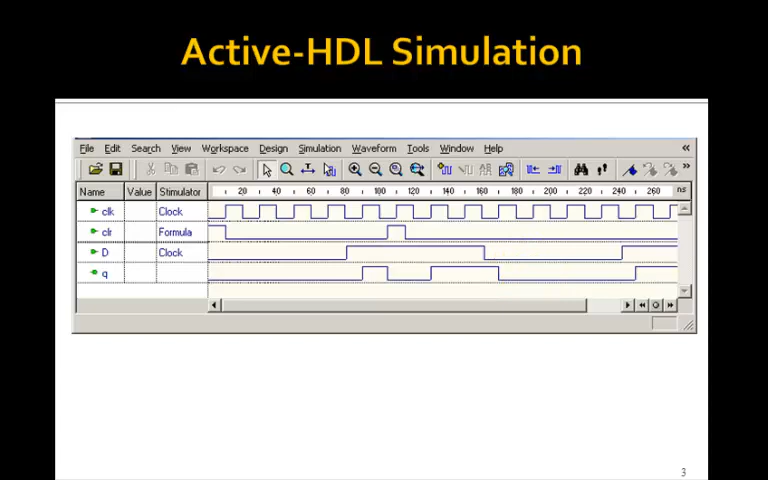 Active-HDL Simulation
File Edit Search View Workspace Design Simulation Waveform Tools Window Help
Name Value Stimulator 20 40 60 80 100 120 140 160 180 200 220 240 260 ns
clk Clock
clr Formula
D Clock
q
3